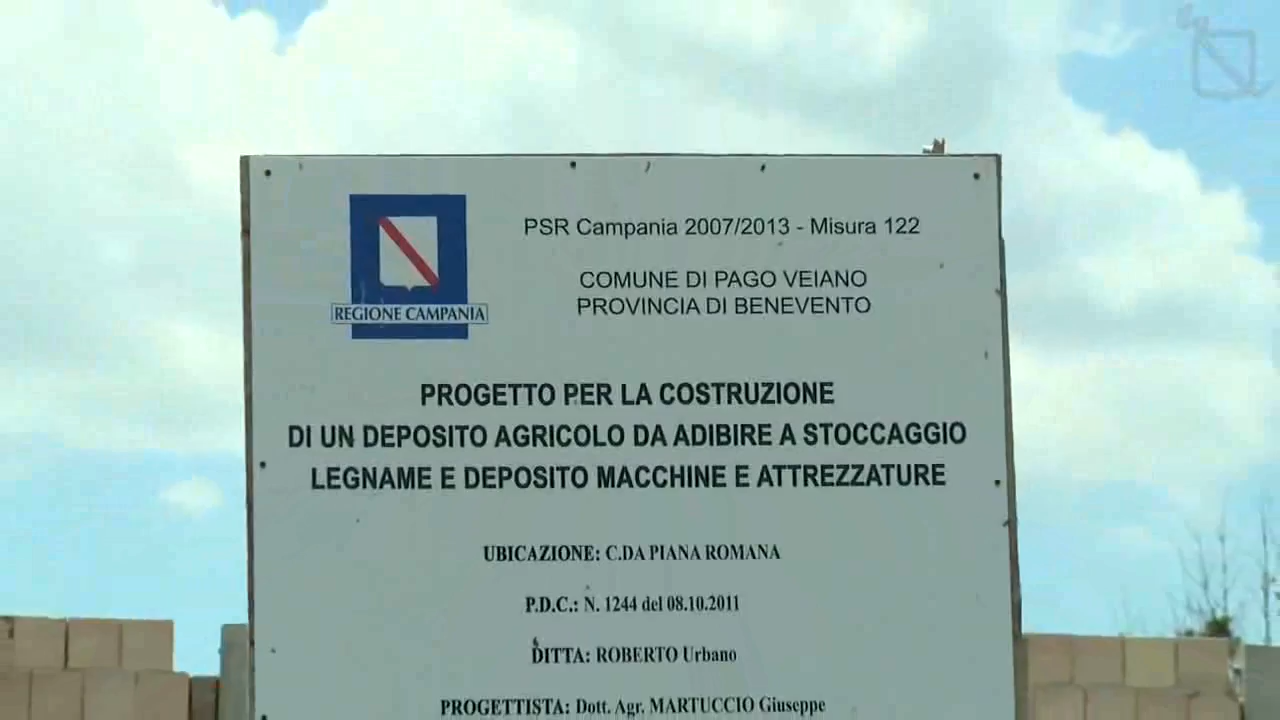 PSR Campania 2007/2013 - Misura 122
COMUNE DI PAGO VEIANO
PROVINCIA DI BENEVENTO
REGIONE CAMPANIA
PROGETTO PER LA COSTRUZIONE
DI UN DEPOSITO AGRICOLO DA ADIBIRE A STOCCAGGIO
LEGNAME E DEPOSITO MACCHINE E ATTREZZATURE
UBICAZIONE: C.DA PIANA ROMANA
P.D.C.: N. 1244 del 08.10.2011
DITTA: ROBERTO Urbano
PROGETTISTA: Dott. Agr. MARTUCCIO Giuseppe